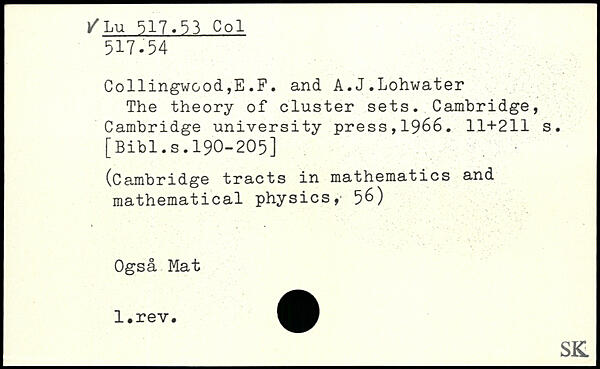 ✓ Lu 517.53 Col
517.54
Collingwood,E.F. and A.J.Lohwater
The theory of cluster sets. Cambridge,
Cambridge university press,1966. 11+211 s.
[Bibl.s.190-205]
(Cambridge tracts in mathematics and
mathematical physics, 56)
Også Mat
1.rev.
SK